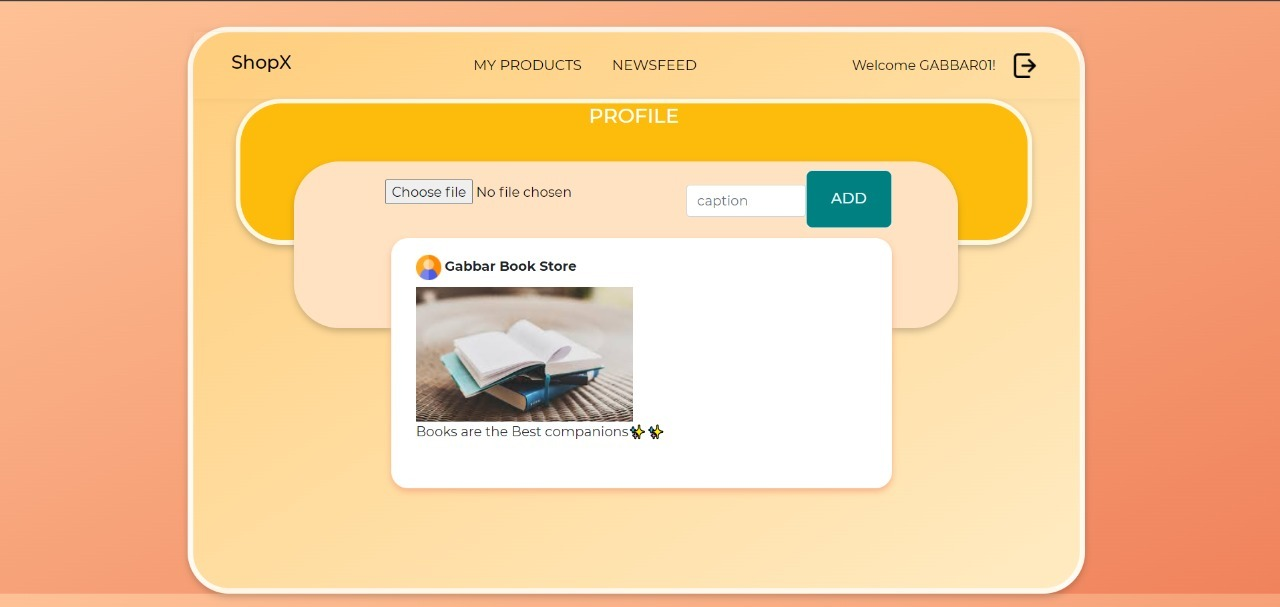 ShopX
MY PRODUCTS
NEWSFEED
Welcome GABBAR01!
PROFILE
Choose file No file chosen
caption
ADD
Gabbar Book Store
Books are the Best companions✨✨